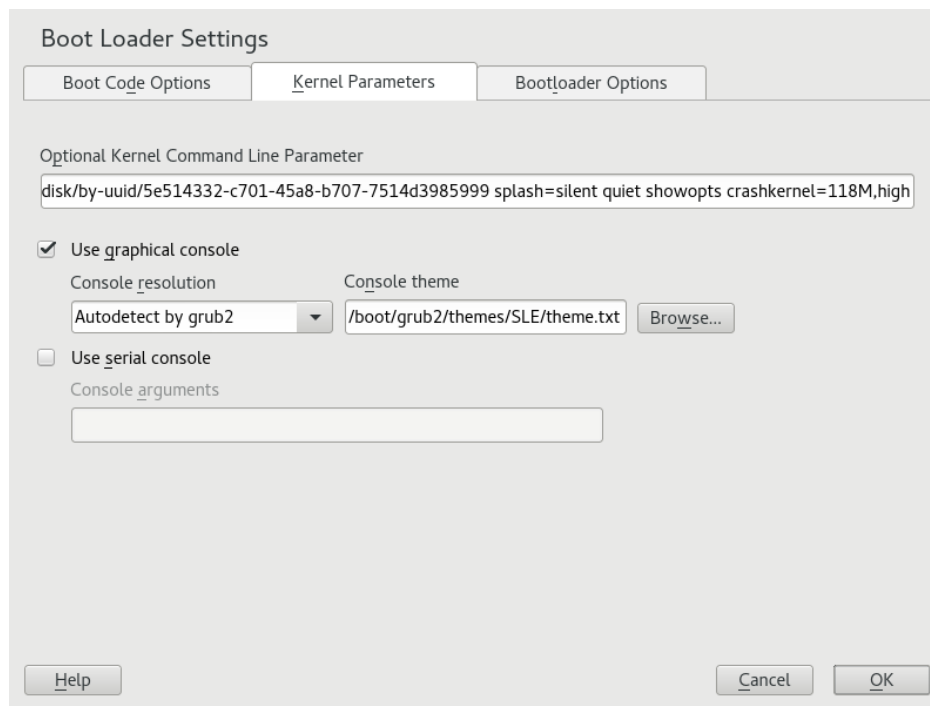 Boot Loader Settings
Boot Code Options Kernel Parameters Bootloader Options
Optional Kernel Command Line Parameter
disk/by-uuid/5e514332-c701-45a8-b707-7514d3985999 splash=silent quiet showopts crashkernel=118M,high
Use graphical console
Console resolution Console theme
Autodetect by grub2 /boot/grub2/themes/SLE/theme.txt Browse...
Use serial console
Console arguments
Help Cancel OK